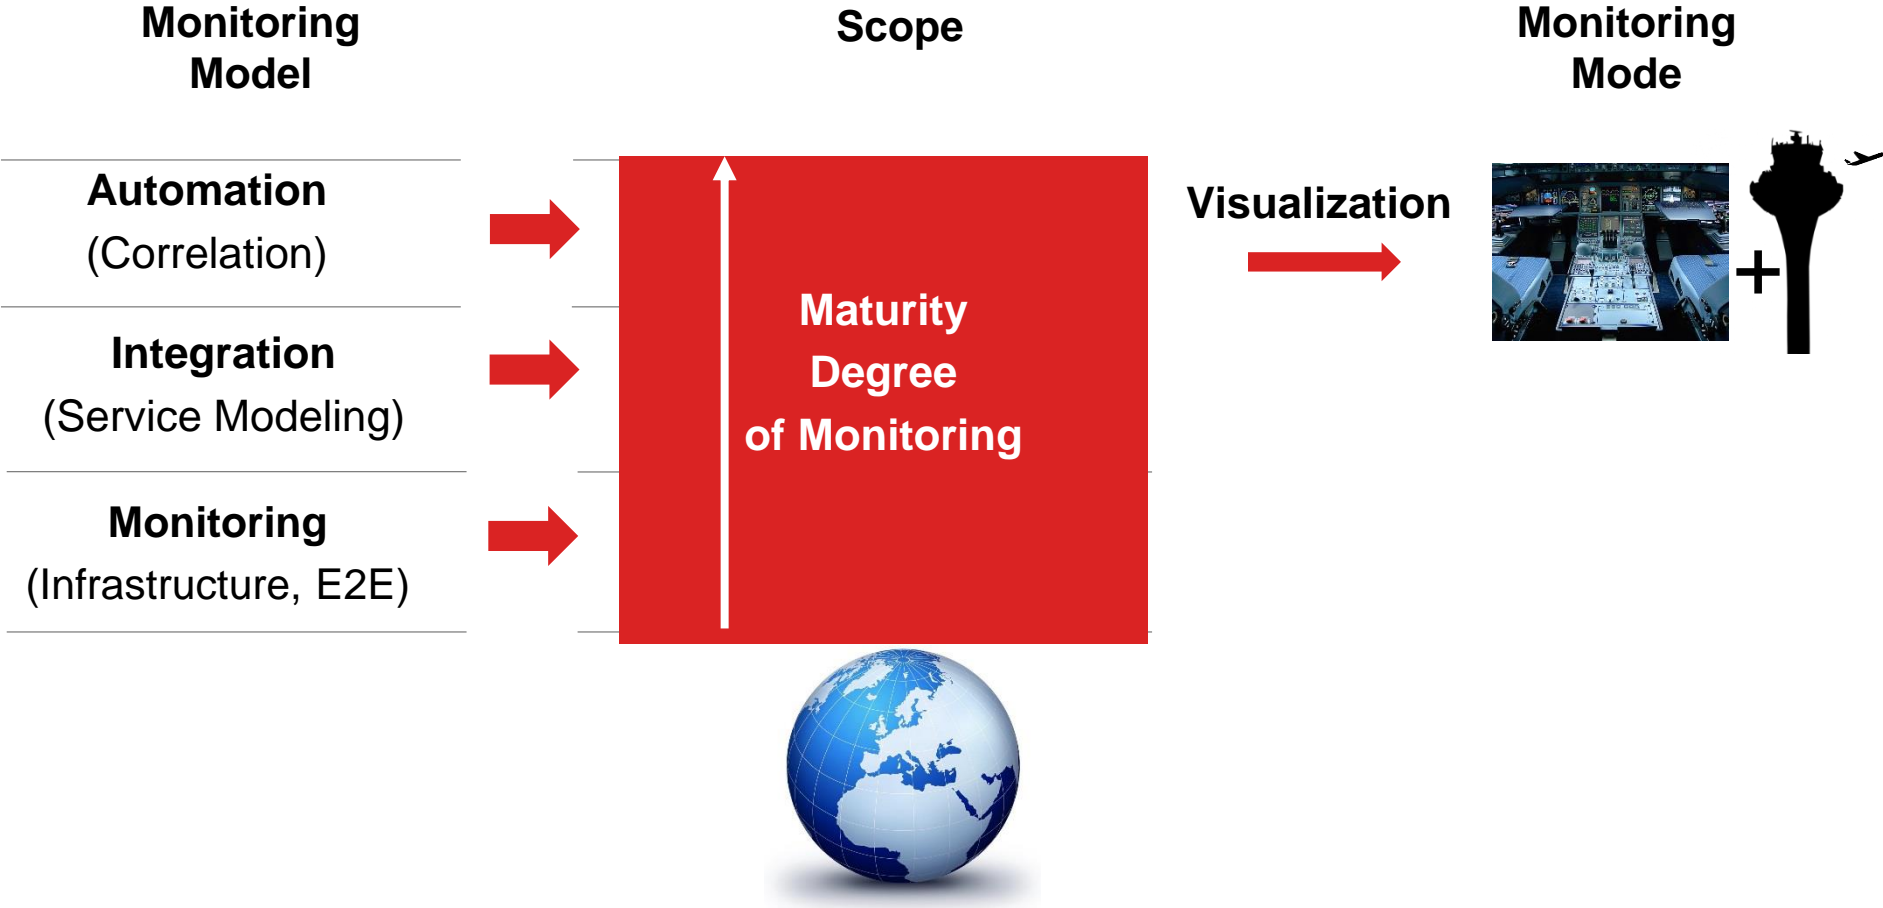 Monitoring
Model
Scope
Monitoring
Mode
Automation
(Correlation)
Integration
(Service Modeling)
Monitoring
(Infrastructure, E2E)
Maturity
Degree
of Monitoring
Visualization
+